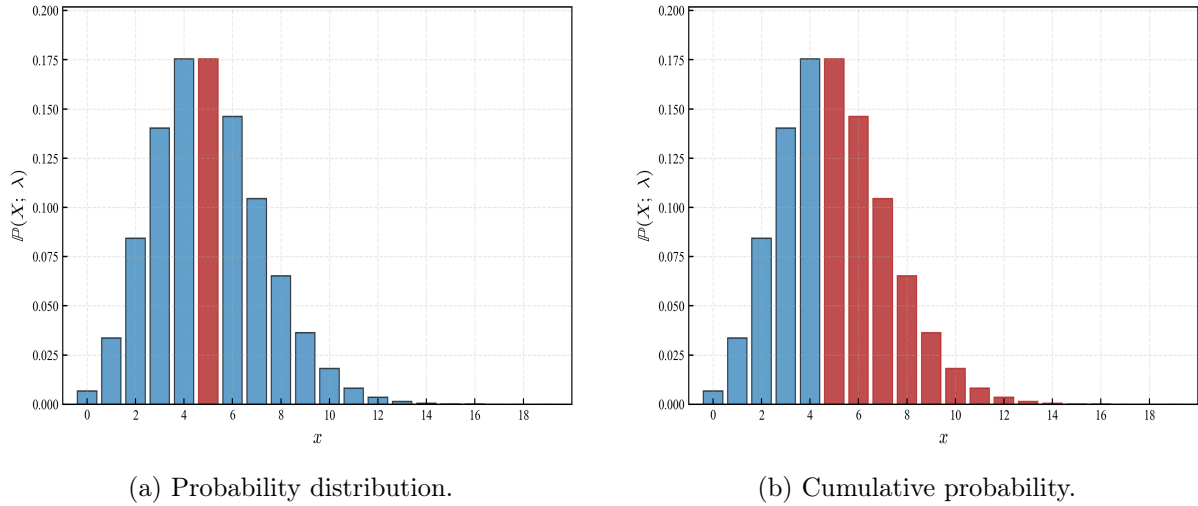 0.200
0.175
0.150
0.125
0.100
0.075
0.050
0.025
0.000
ℙ(X; λ)
0 2 4 6 8 10 12 14 16 18
x
(a) Probability distribution.
0.200
0.175
0.150
0.125
0.100
0.075
0.050
0.025
0.000
ℙ(X; λ)
0 2 4 6 8 10 12 14 16 18
x
(b) Cumulative probability.